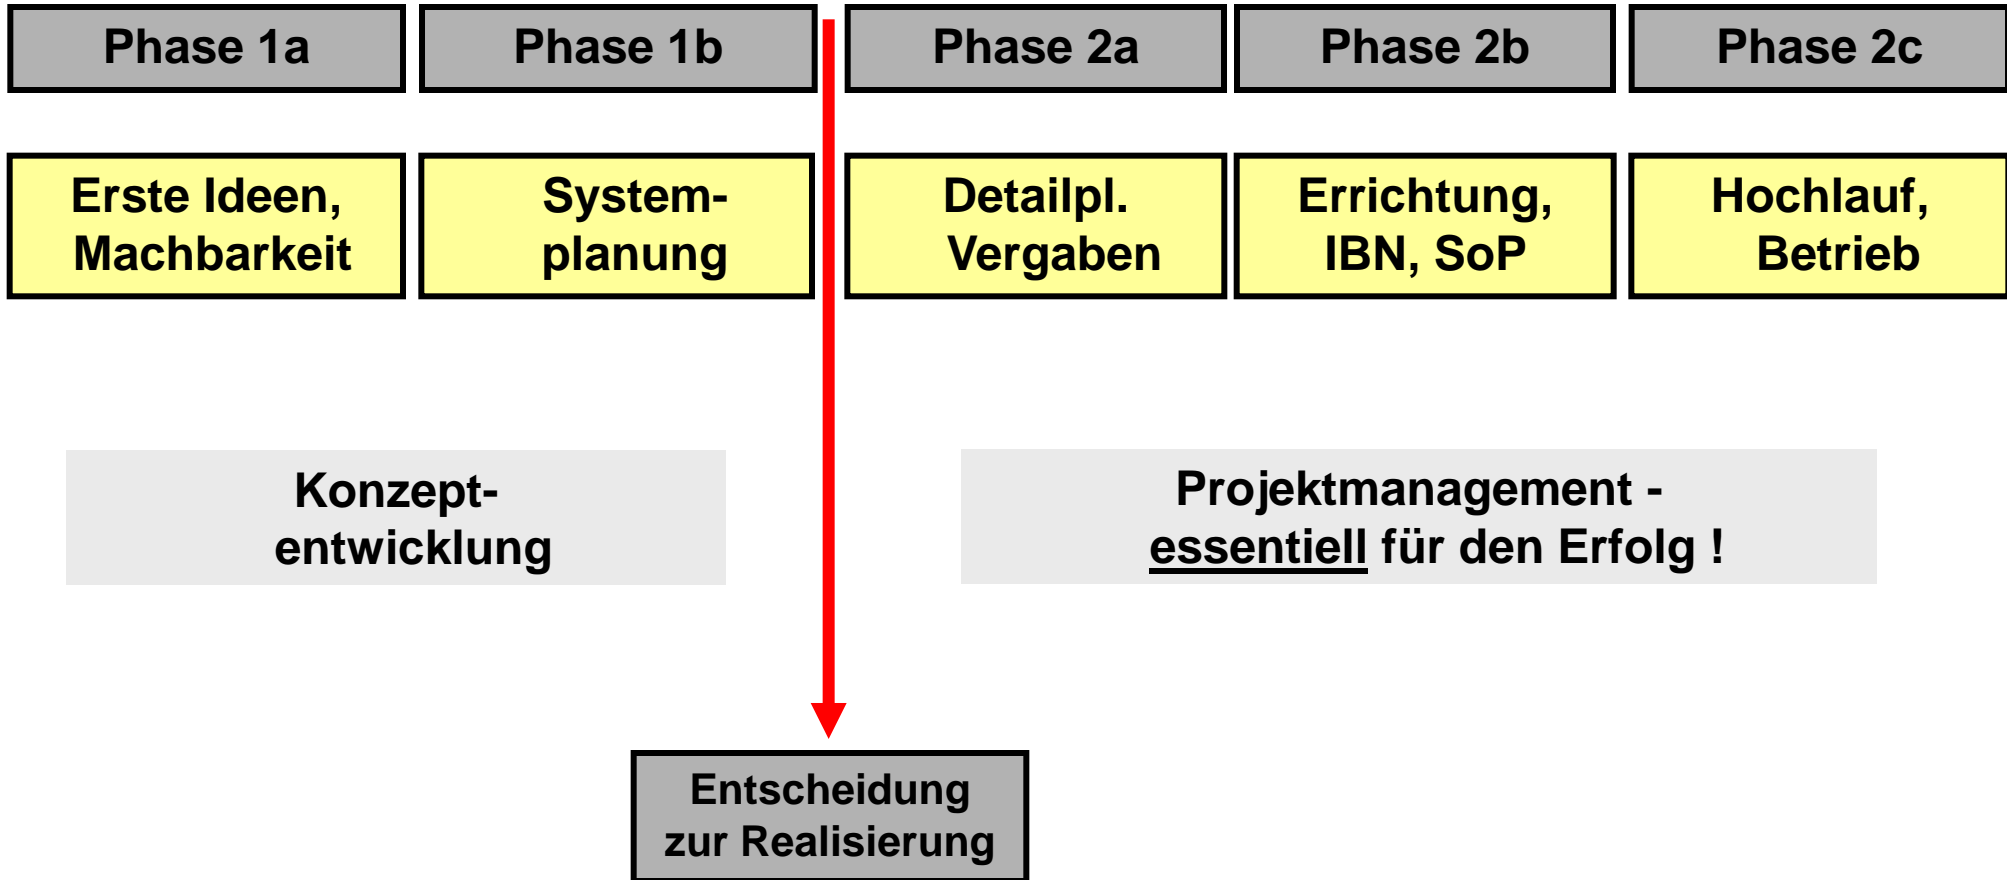 Phase 1a
Phase 1b
Phase 2a
Phase 2b
Phase 2c
Erste Ideen,
Machbarkeit
System-
planung
Detailpl.
Vergaben
Errichtung,
IBN, SoP
Hochlauf,
Betrieb
Konzept-
entwicklung
Projektmanagement -
essentiell für den Erfolg !
Entscheidung
zur Realisierung